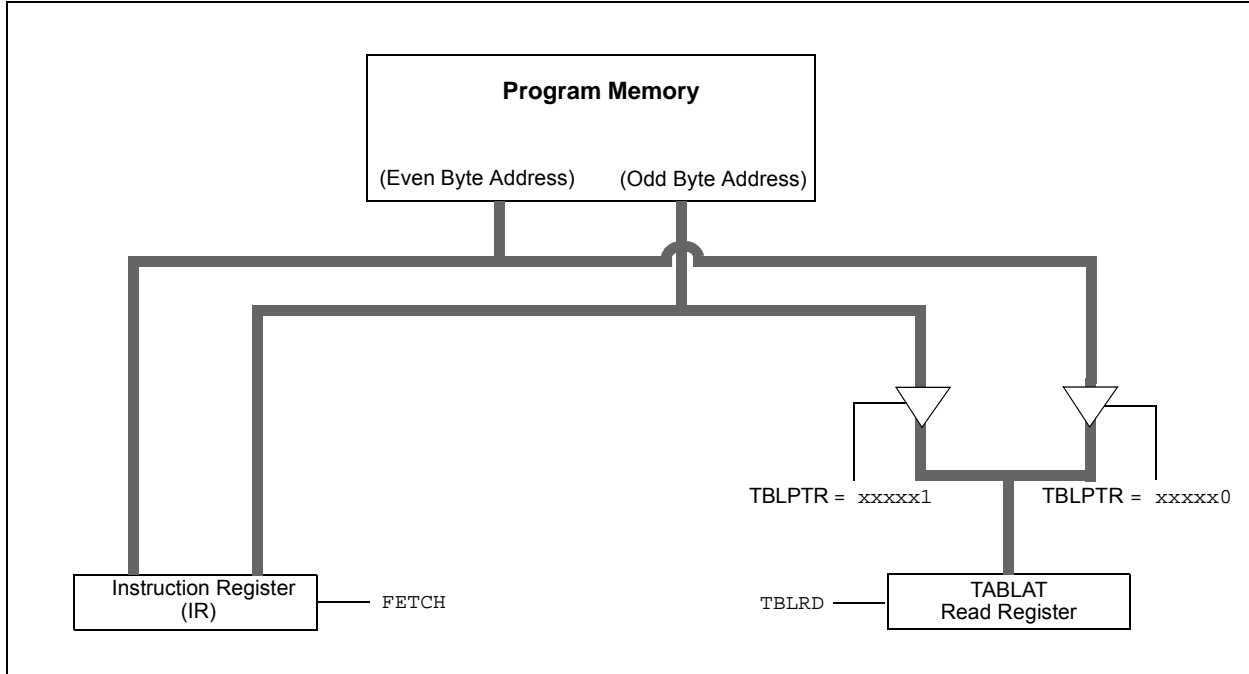 Program Memory
(Even Byte Address) (Odd Byte Address)
TBLPTR = xxxxx1 TBLPTR = xxxxx0
Instruction Register
(IR)
FETCH
TBLRD
TABLAT
Read Register